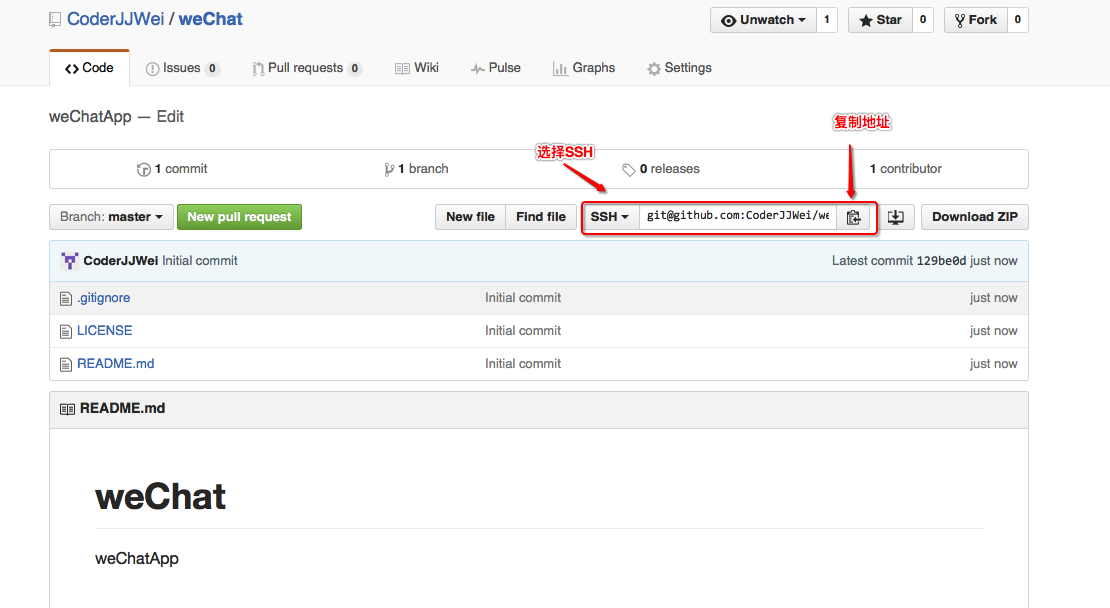 CoderJJWei / weChat
Unwatch 1 Star 0 Fork 0
Code Issues 0 Pull requests 0 Wiki Pulse Graphs Settings
weChatApp — Edit
复制地址
选择SSH
1 commit 1 branch 0 releases 1 contributor
Branch: master New pull request New file Find file SSH git@github.com:CoderJJWei/we Download ZIP
CoderJJWei Initial commit Latest commit 129be0d just now
.gitignore Initial commit just now
LICENSE Initial commit just now
README.md Initial commit just now
README.md
weChat
weChatApp